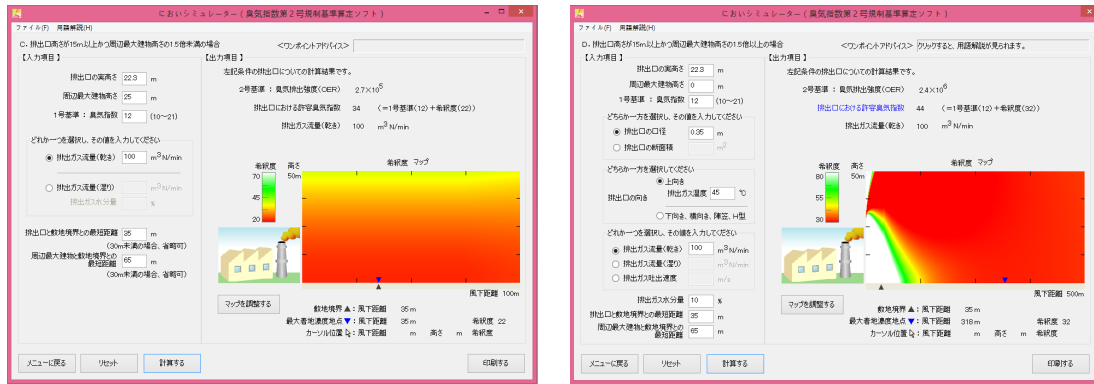 においシミュレーター ( 臭気指数第２号規制基準算定ソフト )
ファイル(F) 用語解説(H)
C．排出口高さが15m以上かつ周辺最大建物高さの1.5倍未満の場合
<ワンポイントアドバイス>
【入力項目】
【出力項目】
排出口の実高さ 22.3 m
周辺最大建物高さ 25 m
1号基準 ： 臭気指数 12 (10～21)
どれか一つを選択し、その値を入力してください
排出ガス流量(乾き) 100 m3N/min
排出ガス流量(湿り) m3N/min
排出ガス水分量 %
排出口と敷地境界との最短距離 35 m
(30m未満の場合、省略可)
周辺最大建物と敷地境界との
最短距離 65 m
(30m未満の場合、省略可)
左記条件の排出口についての計算結果です。
2号基準 ： 臭気排出強度(OER) 2.7×10^5
排出口における許容臭気指数 34 (＝1号基準(12)＋希釈度(22))
排出ガス流量(乾き) 100 m3N/min
希釈度 マップ
希釈度 高さ
70 50m
45
20
風下距離 100m
マップを調整する
敷地境界▲：風下距離 35m
最大着地濃度地点▼：風下距離 35m 希釈度 22
カーソル位置：風下距離 m 高さ m 希釈度
メニューに戻る リセット 計算する 印刷する
においシミュレーター ( 臭気指数第２号規制基準算定ソフト )
ファイル(F) 用語解説(H)
D．排出口高さが15m以上かつ周辺最大建物高さの1.5倍以上の場合
<ワンポイントアドバイス> クリックすると、用語解説が見られます。
【入力項目】
【出力項目】
排出口の実高さ 22.3 m
周辺最大建物高さ 0 m
1号基準 ： 臭気指数 12 (10～21)
どちらか一方を選択し、その値を入力してください
排出口の口径 0.35 m
排出口の断面積 m2
どちらか一方を選択してください
排出口の向き
上向き
排出ガス温度 45 ℃
下向き、横向き、陣笠、H型
どれか一つを選択し、その値を入力してください
排出ガス流量(乾き) 100 m3N/min
排出ガス流量(湿り) m3N/min
排出ガス吐出速度 m/s
排出ガス水分量 10 %
排出口と敷地境界との最短距離 35 m
周辺最大建物と敷地境界との
最短距離 65 m
左記条件の排出口についての計算結果です。
2号基準 ： 臭気排出強度(OER) 2.4×10^6
排出口における許容臭気指数 44 (＝1号基準(12)＋希釈度(32))
排出ガス流量(乾き) 100 m3N/min
希釈度 マップ
希釈度 高さ
80 50m
55
30
風下距離 500m
マップを調整する
敷地境界▲：風下距離 35m
最大着地濃度地点▼：風下距離 318m 希釈度 32
カーソル位置：風下距離 m 高さ m 希釈度
メニューに戻る リセット 計算する 印刷する